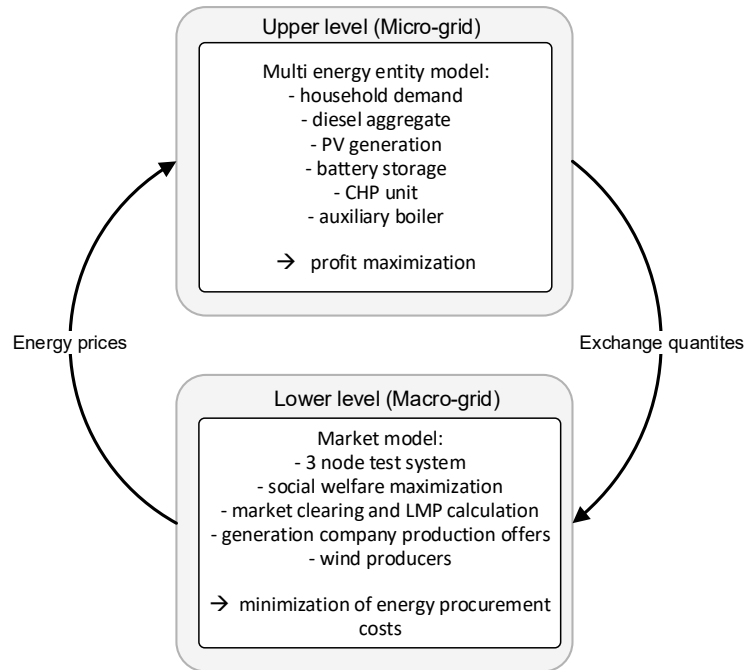 Upper level (Micro-grid)
Multi energy entity model:
- household demand
- diesel aggregate
- PV generation
- battery storage
- CHP unit
- auxiliary boiler
→ profit maximization
Energy prices
Exchange quantites
Lower level (Macro-grid)
Market model:
- 3 node test system
- social welfare maximization
- market clearing and LMP calculation
- generation company production offers
- wind producers
→ minimization of energy procurement
costs